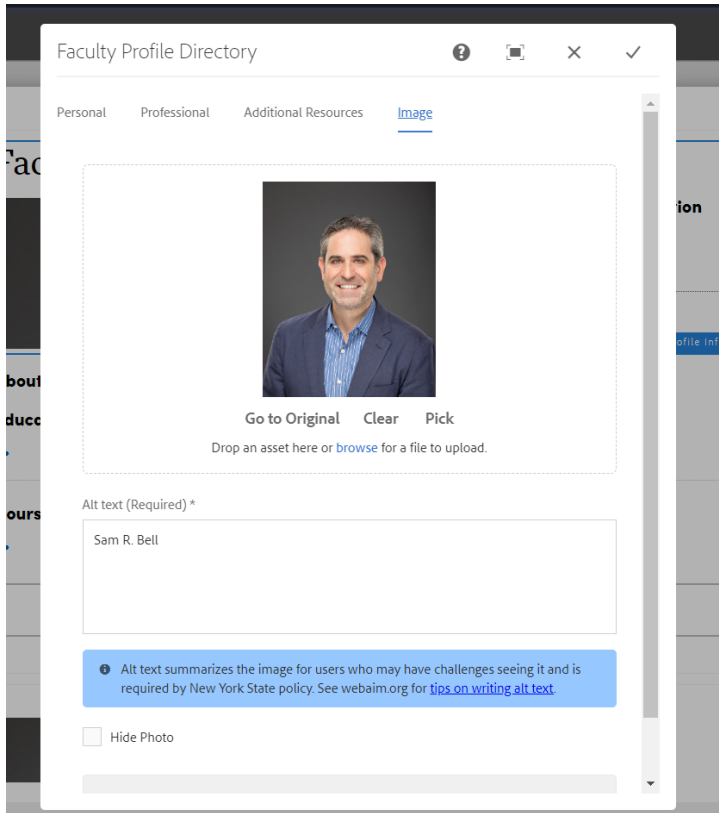 Faculty Profile Directory
Personal Professional Additional Resources Image
Fac
ion
Go to Original Clear Pick
ofile Inf
Drop an asset here or browse for a file to upload.
bout
duca
Alt text (Required) *
ours
Sam R. Bell
Alt text summarizes the image for users who may have challenges seeing it and is
required by New York State policy. See webaim.org for tips on writing alt text.
Hide Photo